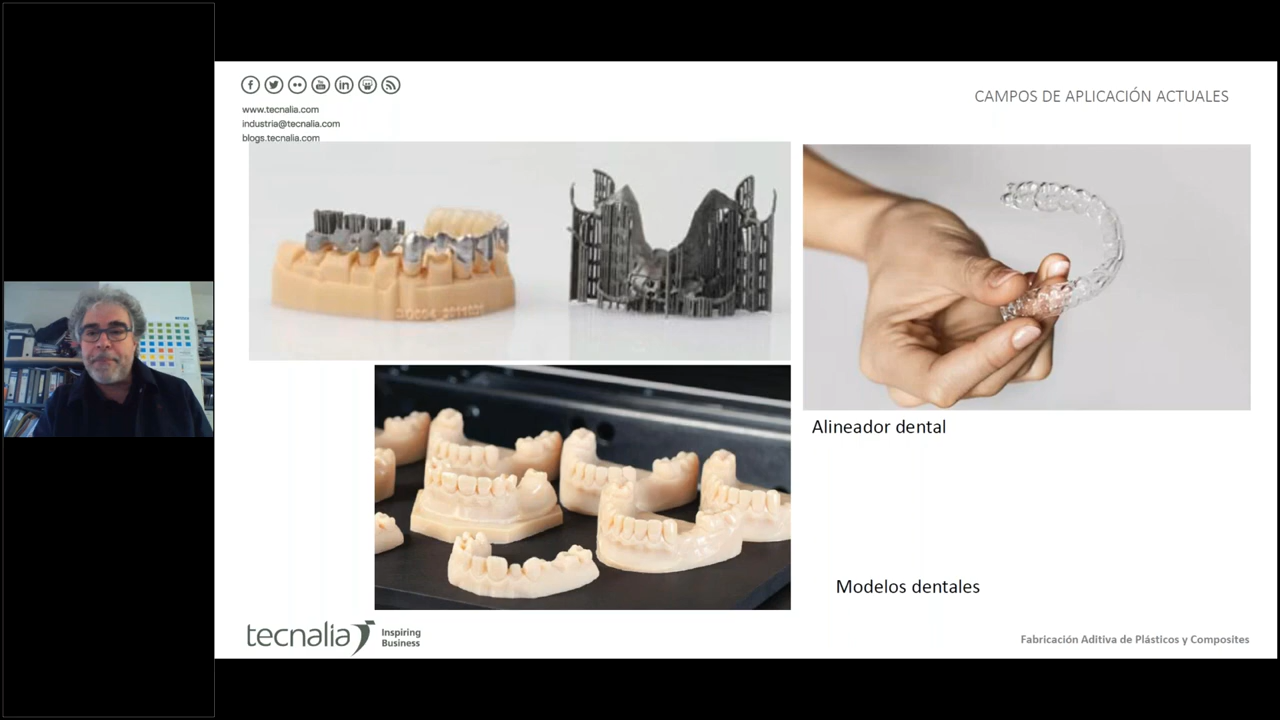 www.tecnalia.com
industria@tecnalia.com
blogs.tecnalia.com
CAMPOS DE APLICACIÓN ACTUALES
Alineador dental
Modelos dentales
tecnalia Inspiring
Business
Fabricación Aditiva de Plásticos y Composites